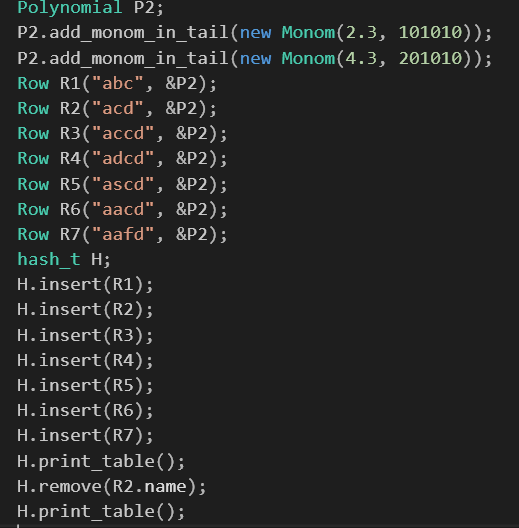 Polynomial P2;
P2.add_monom_in_tail(new Monom(2.3, 101010));
P2.add_monom_in_tail(new Monom(4.3, 201010));
Row R1("abc", &P2);
Row R2("acd", &P2);
Row R3("accd", &P2);
Row R4("adcd", &P2);
Row R5("ascd", &P2);
Row R6("aacd", &P2);
Row R7("aafd", &P2);
hash_t H;
H.insert(R1);
H.insert(R2);
H.insert(R3);
H.insert(R4);
H.insert(R5);
H.insert(R6);
H.insert(R7);
H.print_table();
H.remove(R2.name);
H.print_table();